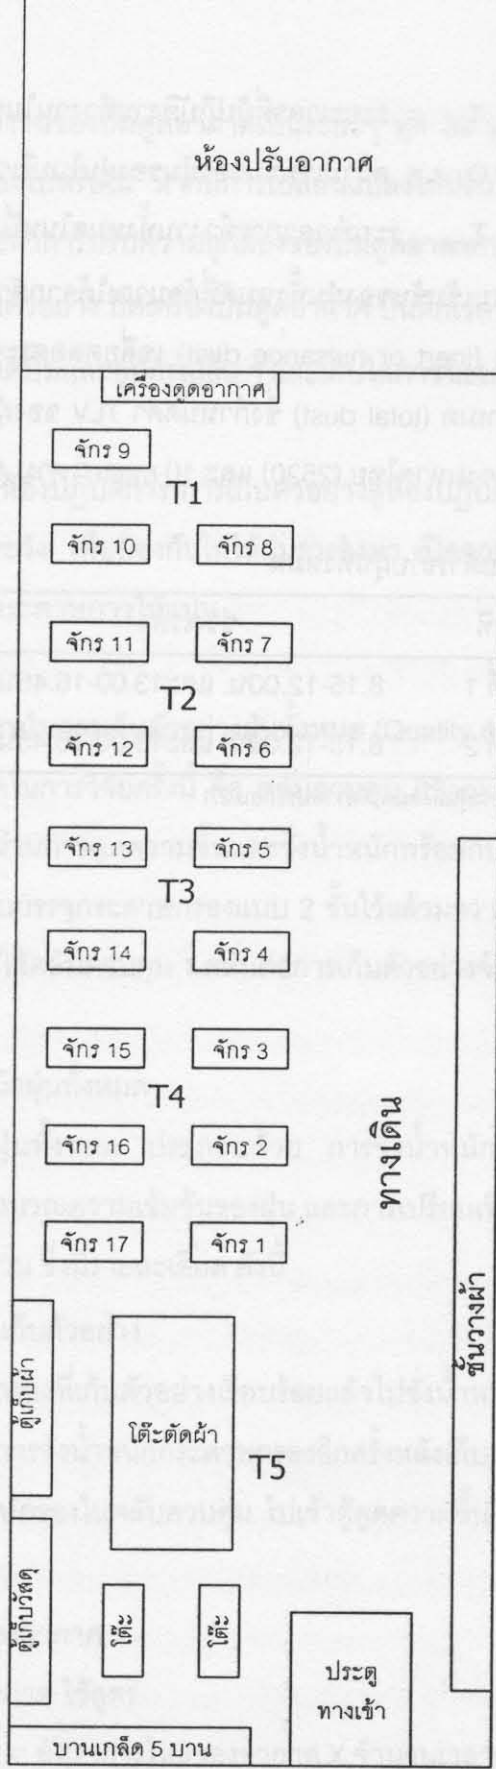 ห้องปรับอากาศ
เครื่องดูดอากาศ
จักร 9
T1
จักร 10
จักร 8
จักร 11
จักร 7
T2
จักร 12
จักร 6
จักร 13
จักร 5
T3
จักร 14
จักร 4
จักร 15
จักร 3
T4
จักร 16
จักร 2
ทางเดิน
จักร 17
จักร 1
ชั้นวางผ้า
ตู้เก็บผ้า
โต๊ะตัดผ้า
T5
ตู้เก็บวัสดุ
โต๊ะ
โต๊ะ
ประตู
ทางเข้า
บานเกล็ด 5 บาน